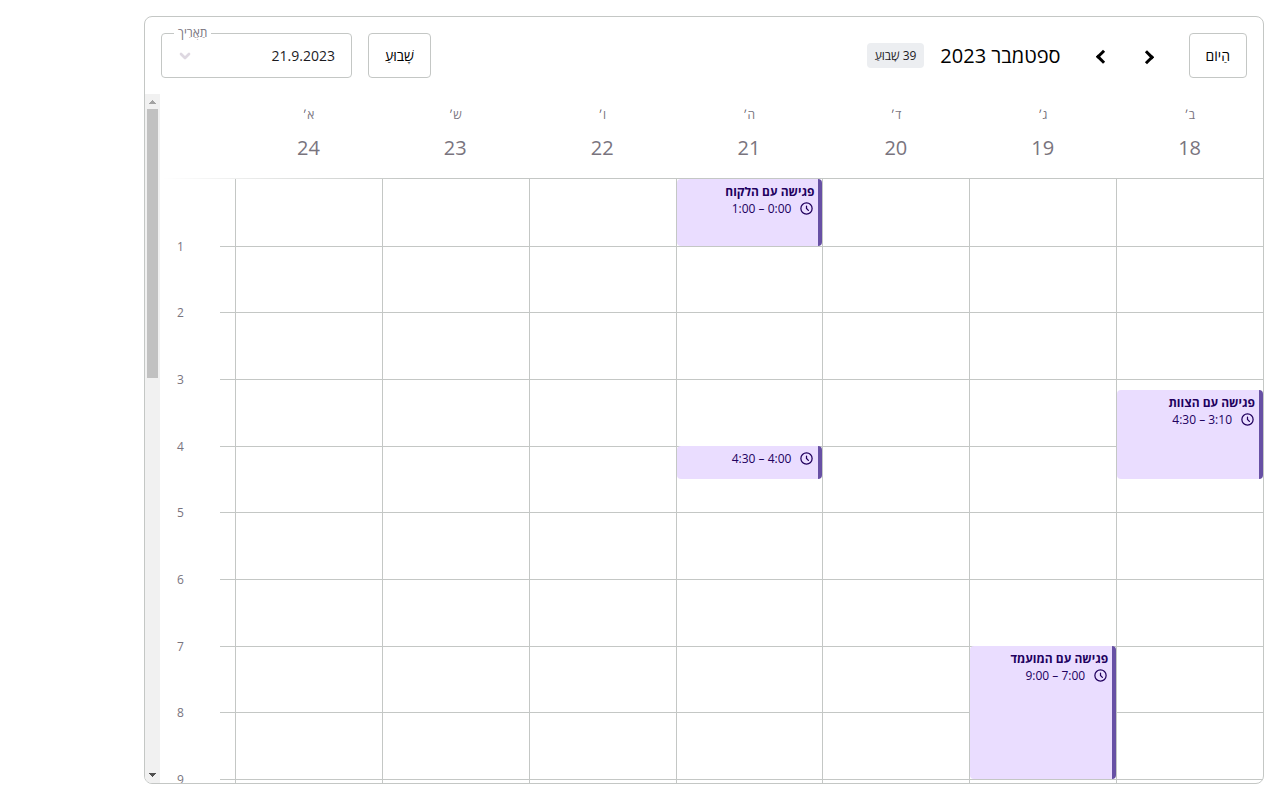 הַיוֹם
ספטמבר 2023
39 שָׁבוּעַ
שָׁבוּעַ
תַאֲרִיך
21.9.2023
ב׳ ג׳ ד׳ ה׳ ו׳ ש׳ א׳
18 19 20 21 22 23 24
פגישה עם הלקוח
1:00 – 0:00
1
2
3
פגישה עם הצוות
4:30 – 3:10
4
4:30 – 4:00
5
6
7
פגישה עם המועמד
9:00 – 7:00
8
9